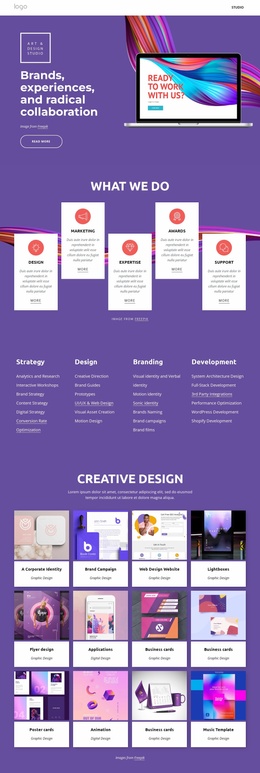 logo
STUDIO
ART &
DESIGN
STUDIO
Brands,
experiences,
and radical
collaboration
Image from Freepik
READ MORE
READY
TO WORK
WITH US?
WHAT WE DO
MARKETING
Duis aute irure dolor in
reprehenderit in
voluptate velit esse
cillum dolore eu fugiat
nulla pariatur
MORE
AWARDS
Duis aute irure dolor in
reprehenderit in
voluptate velit esse
cillum dolore eu fugiat
nulla pariatur
MORE
DESIGN
Duis aute irure dolor in
reprehenderit in
voluptate velit esse
cillum dolore eu fugiat
nulla pariatur
MORE
EXPERTISE
Duis aute irure dolor in
reprehenderit in
voluptate velit esse
cillum dolore eu fugiat
nulla pariatur
MORE
SUPPORT
Duis aute irure dolor in
reprehenderit in
voluptate velit esse
cillum dolore eu fugiat
nulla pariatur
MORE
IMAGE FROM FREEPIK
Strategy
Analytics and Research
Interactive Workshops
Brand Strategy
Content Strategy
Digital Strategy
Conversion Rate
Optimization
Design
Creative Direction
Brand Guides
Prototypes
UI/UX & Web Design
Visual Asset Creation
Motion Design
Branding
Visual Identity and Verbal
Identity
Motion Identity
Sonic Identity
Brands Naming
Brand campaigns
Brand films
Development
System Architecture Design
Full-Stack Development
3rd Party Integrations
Performance Optimization
WordPress Development
Shopify Development
CREATIVE DESIGN
Lorem ipsum dolor sit amet, consectetur adipiscing elit nullam nunc
justo sagittis suscipit ultrices.
A Corporate Identity
Graphic Design
Brand Campaign
Graphic Design
Web Design Website
Graphic Design
Lightboxes
Graphic Design
Flyer design
Graphic Design
Applications
Graphic Design
Business cards
Graphic Design
Business cards
Graphic Design
Poster cards
Graphic Design
Animation
Digital Design
Business cards
Graphic Design
Music Template
Graphic Design
Images from Freepik